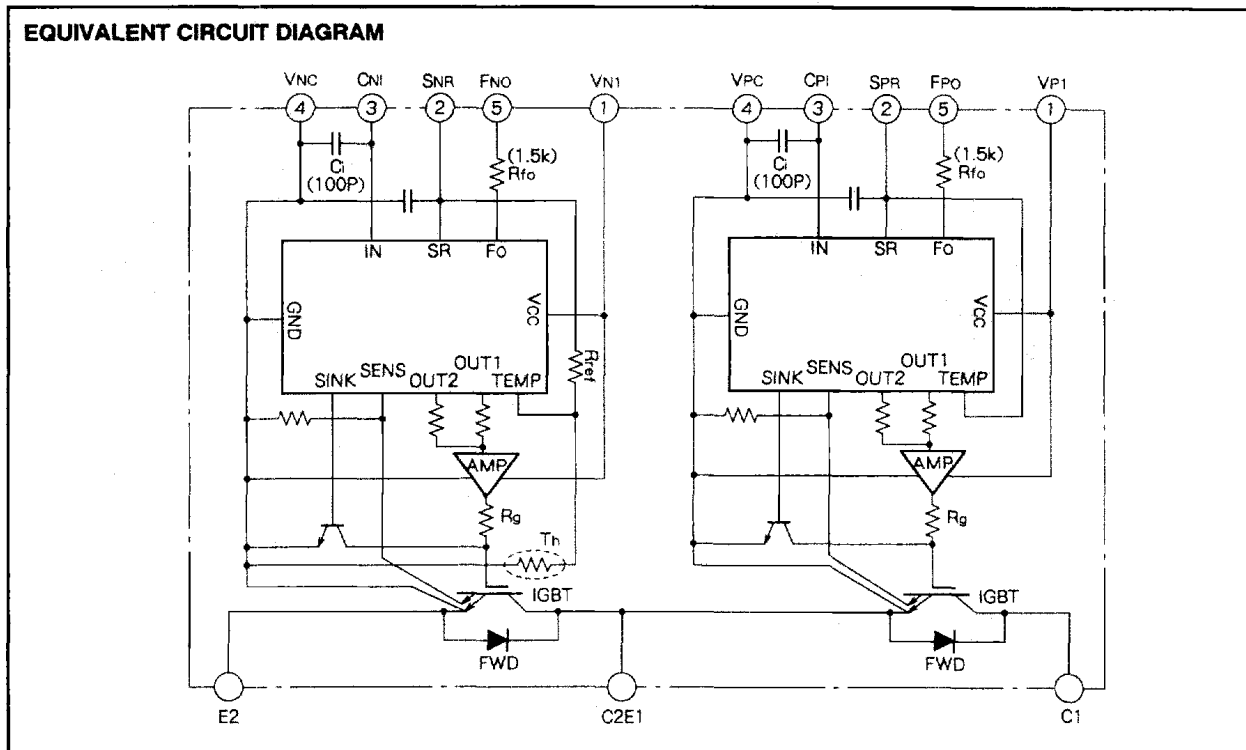 EQUIVALENT CIRCUIT DIAGRAM
VNC CNI SNR FNO VN1 VPC CPI SPR FPO VP1
4 3 2 5 1 4 3 2 5 1
Ci
(100P)
(1.5k)
Rfo
Ci
(100P)
(1.5k)
Rfo
IN SR FO
GND
VCC
SINK SENS OUT2 OUT1 TEMP
Rref
AMP
Rg
Th
IGBT
FWD
IN SR FO
GND
VCC
SINK SENS OUT2 OUT1 TEMP
AMP
Rg
IGBT
FWD
E2 C2E1 C1